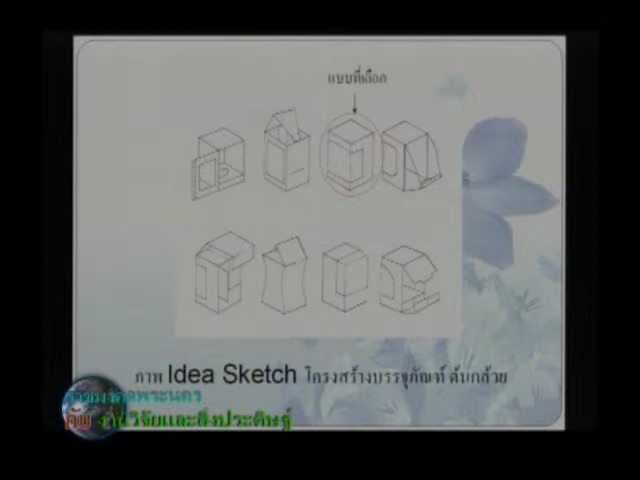 แบบที่เลือก
ภาพ Idea Sketch โครงสร้างบรรจุภัณฑ์ ต้นกล้วย
ราชมงคลพระนคร
กับ งานวิจัยและสิ่งประดิษฐ์